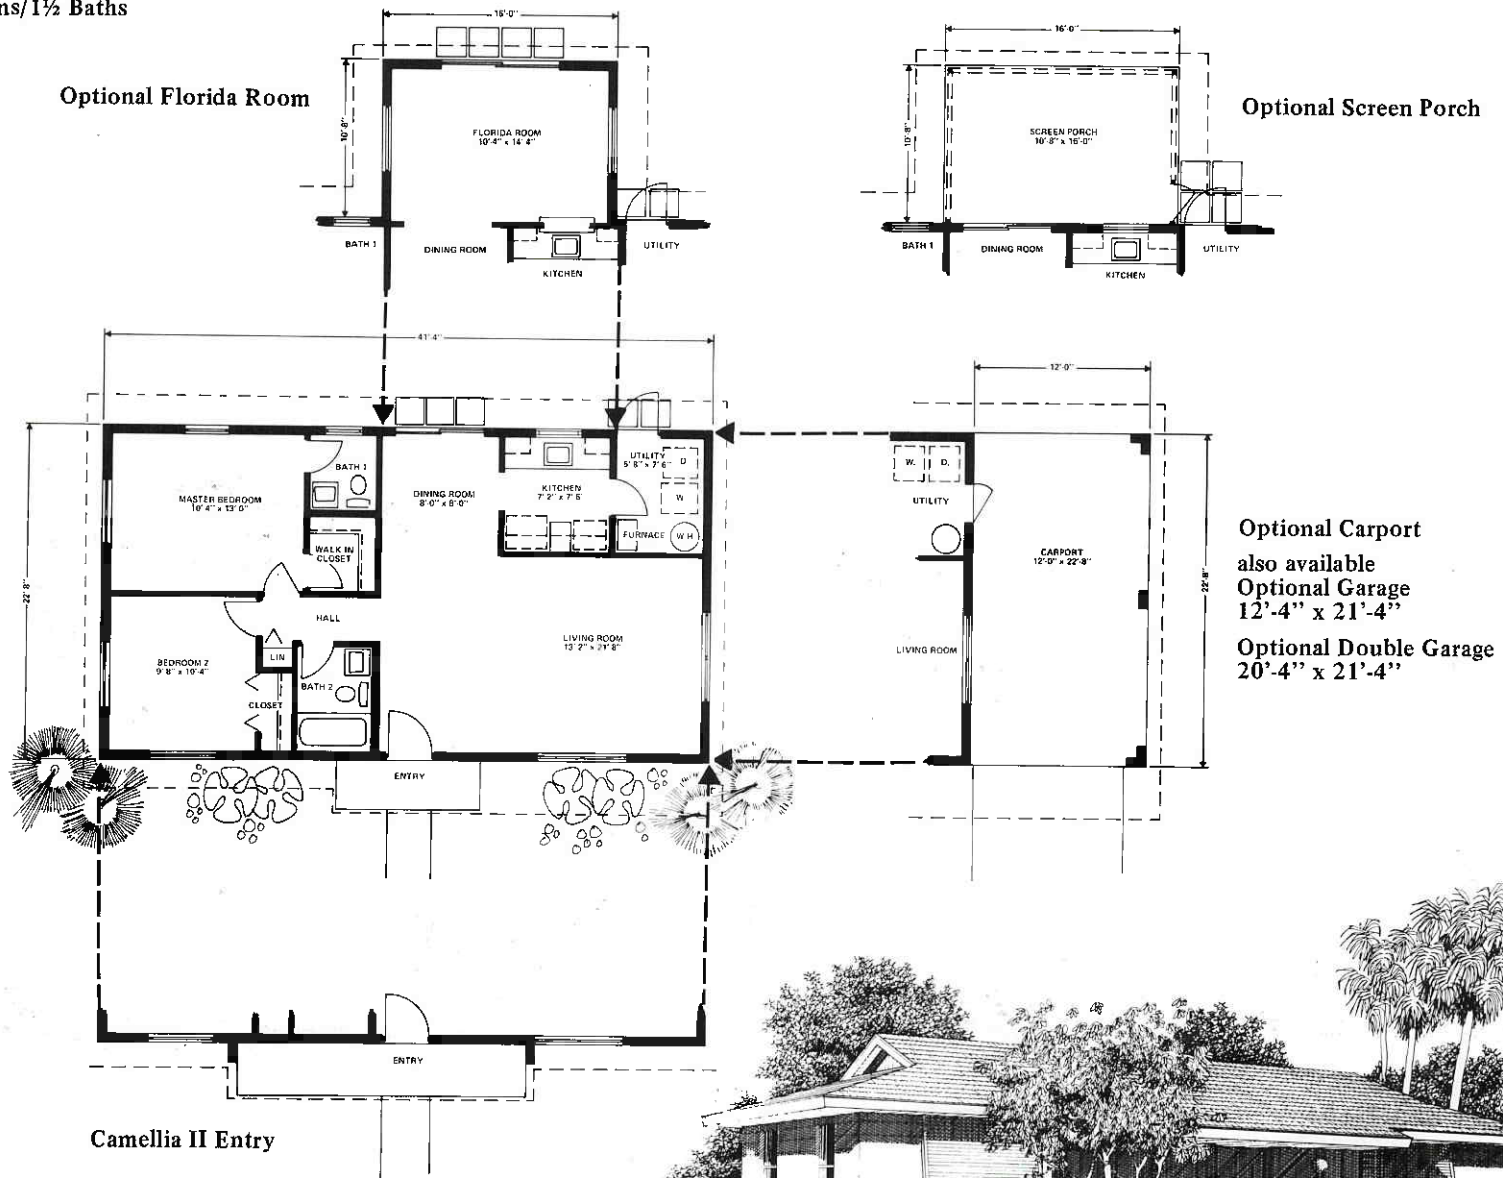 1½ Baths
16'-0"
Optional Florida Room
10'-8"
FLORIDA ROOM
10'-4" x 14'-4"
BATH 1
DINING ROOM
KITCHEN
UTILITY
16'-0"
Optional Screen Porch
10'-8"
SCREEN PORCH
10'-8" x 16'-0"
BATH 1
DINING ROOM
KITCHEN
UTILITY
41'-4"
22'-8"
MASTER BEDROOM
10'-4" x 13'-0"
BATH 1
WALK IN
CLOSET
DINING ROOM
8'-0" x 8'-0"
KITCHEN
7'-2" x 7'-6"
UTILITY
5'-8" x 7'-6"
D
W
FURNACE
W.H
HALL
BEDROOM 2
9'-8" x 10'-4"
LIN
CLOSET
BATH 2
LIVING ROOM
13'-2" x 21'-8"
ENTRY
12'-0"
W.
D.
UTILITY
CARPORT
12'-0" x 22'-8"
22'-8"
LIVING ROOM
Optional Carport
also available
Optional Garage
12'-4" x 21'-4"
Optional Double Garage
20'-4" x 21'-4"
ENTRY
Camellia II Entry